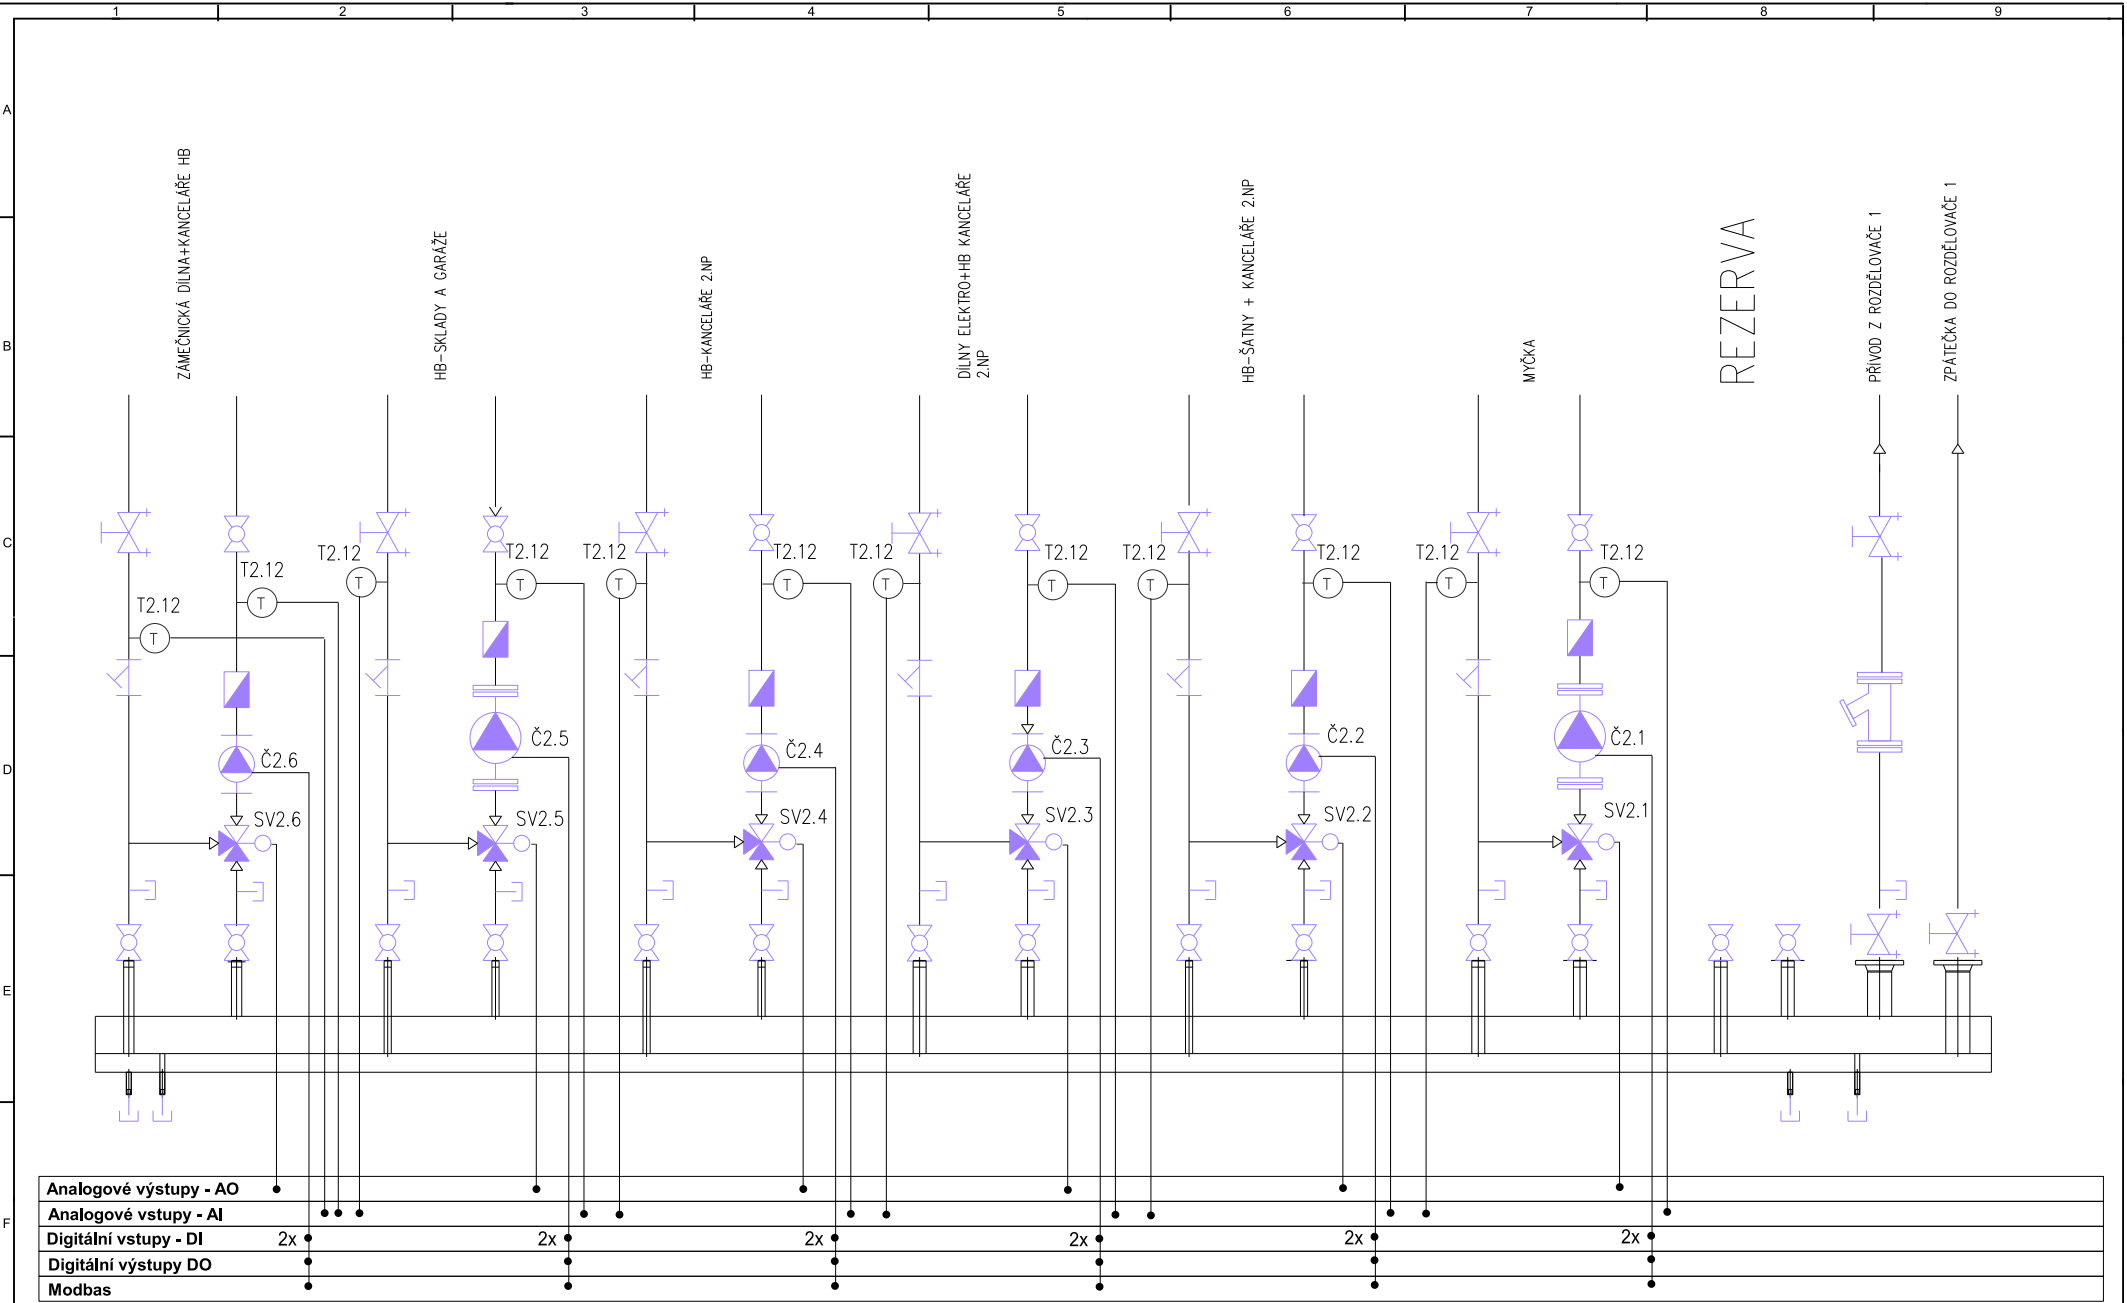 1 2 3 4 5 6 7 8 9
A
B
C
D
E
F
ZÁMEČNICKÁ DÍLNA+KANCELÁŘE HB
HB-SKLADY A GARÁŽE
HB-KANCELÁŘE 2.NP
DÍLNY ELEKTRO+HB KANCELÁŘE
2.NP
HB-ŠATNY + KANCELÁŘE 2.NP
MYČKA
REZERVA
PŘÍVOD Z ROZDĚLOVAČE 1
ZPÁTEČKA DO ROZDĚLOVAČE 1
T2.12 T2.12 T2.12 T2.12 T2.12 T2.12 T2.12 T2.12 T2.12 T2.12 T2.12 T2.12
T T T T T T T T T T T T
Č2.6 Č2.5 Č2.4 Č2.3 Č2.2 Č2.1
SV2.6 SV2.5 SV2.4 SV2.3 SV2.2 SV2.1
Analogové výstupy - AO
Analogové vstupy - AI
Digitální vstupy - DI 2x 2x 2x 2x 2x 2x
Digitální výstupy DO
Modbas